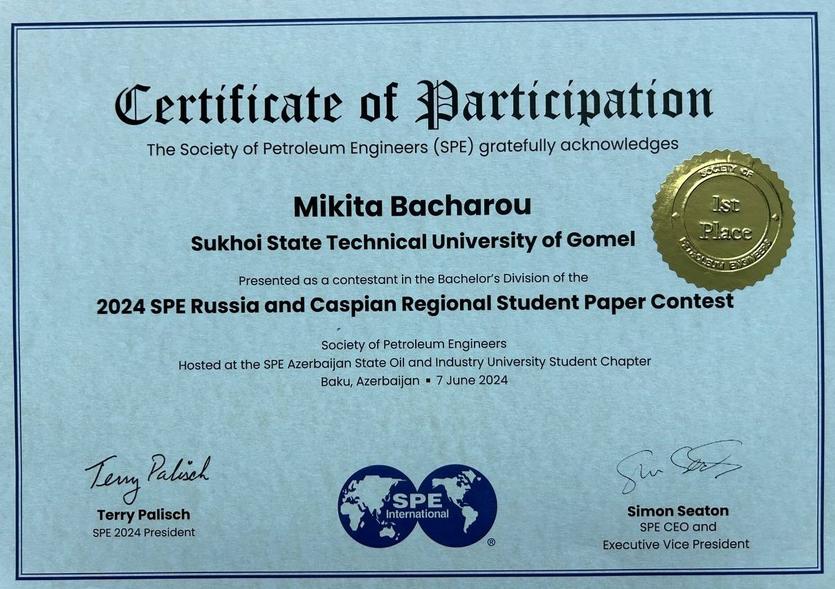 Certificate of Participation
The Society of Petroleum Engineers (SPE) gratefully acknowledges
Mikita Bacharou
Sukhoi State Technical University of Gomel
SOCIETY OF
1st
Place
PETROLEUM ENGINEERS
Presented as a contestant in the Bachelor's Division of the
2024 SPE Russia and Caspian Regional Student Paper Contest
Society of Petroleum Engineers
Hosted at the SPE Azerbaijan State Oil and Industry University Student Chapter
Baku, Azerbaijan ▪ 7 June 2024
Terry Palisch
Terry Palisch
SPE 2024 President
SPE
International
®
Simon Seaton
SPE CEO and
Executive Vice President